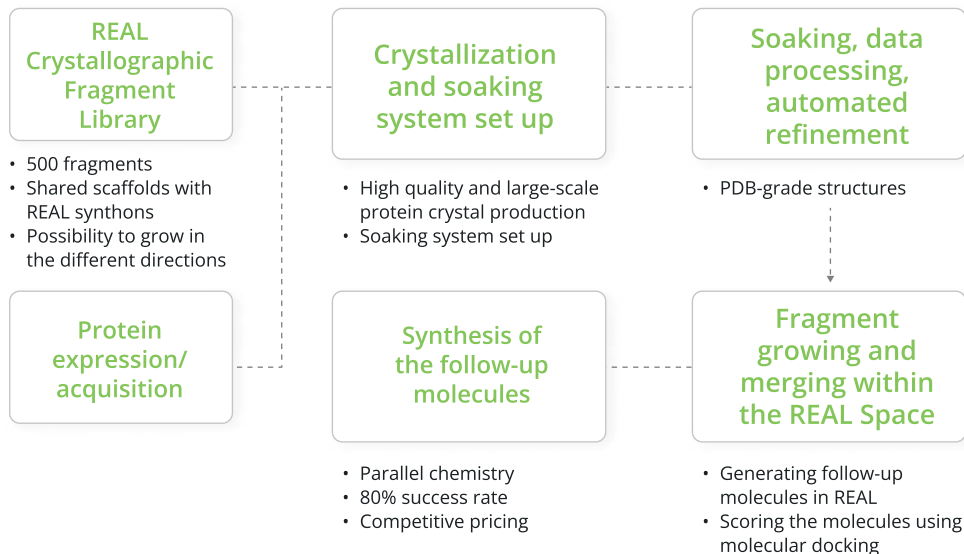 REAL
Crystallographic
Fragment
Library
• 500 fragments
• Shared scaffolds with
REAL synthons
• Possibility to grow in
the different directions
Crystallization
and soaking
system set up
• High quality and large-scale
protein crystal production
• Soaking system set up
Soaking, data
processing,
automated
refinement
• PDB-grade structures
Protein
expression/
acquisition
Synthesis of
the follow-up
molecules
• Parallel chemistry
• 80% success rate
• Competitive pricing
Fragment
growing and
merging within
the REAL Space
• Generating follow-up
molecules in REAL
• Scoring the molecules using
molecular docking